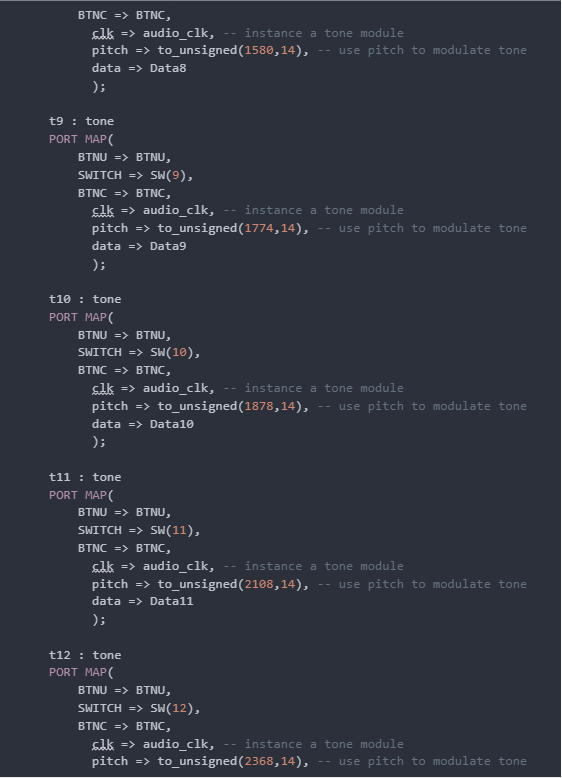 BTNC => BTNC,
clk => audio_clk, -- instance a tone module
pitch => to_unsigned(1580,14), -- use pitch to modulate tone
data => Data8
);
t9 : tone
PORT MAP(
BTNU => BTNU,
SWITCH => SW(9),
BTNC => BTNC,
clk => audio_clk, -- instance a tone module
pitch => to_unsigned(1774,14), -- use pitch to modulate tone
data => Data9
);
t10 : tone
PORT MAP(
BTNU => BTNU,
SWITCH => SW(10),
BTNC => BTNC,
clk => audio_clk, -- instance a tone module
pitch => to_unsigned(1878,14), -- use pitch to modulate tone
data => Data10
);
t11 : tone
PORT MAP(
BTNU => BTNU,
SWITCH => SW(11),
BTNC => BTNC,
clk => audio_clk, -- instance a tone module
pitch => to_unsigned(2108,14), -- use pitch to modulate tone
data => Data11
);
t12 : tone
PORT MAP(
BTNU => BTNU,
SWITCH => SW(12),
BTNC => BTNC,
clk => audio_clk, -- instance a tone module
pitch => to_unsigned(2368,14), -- use pitch to modulate tone